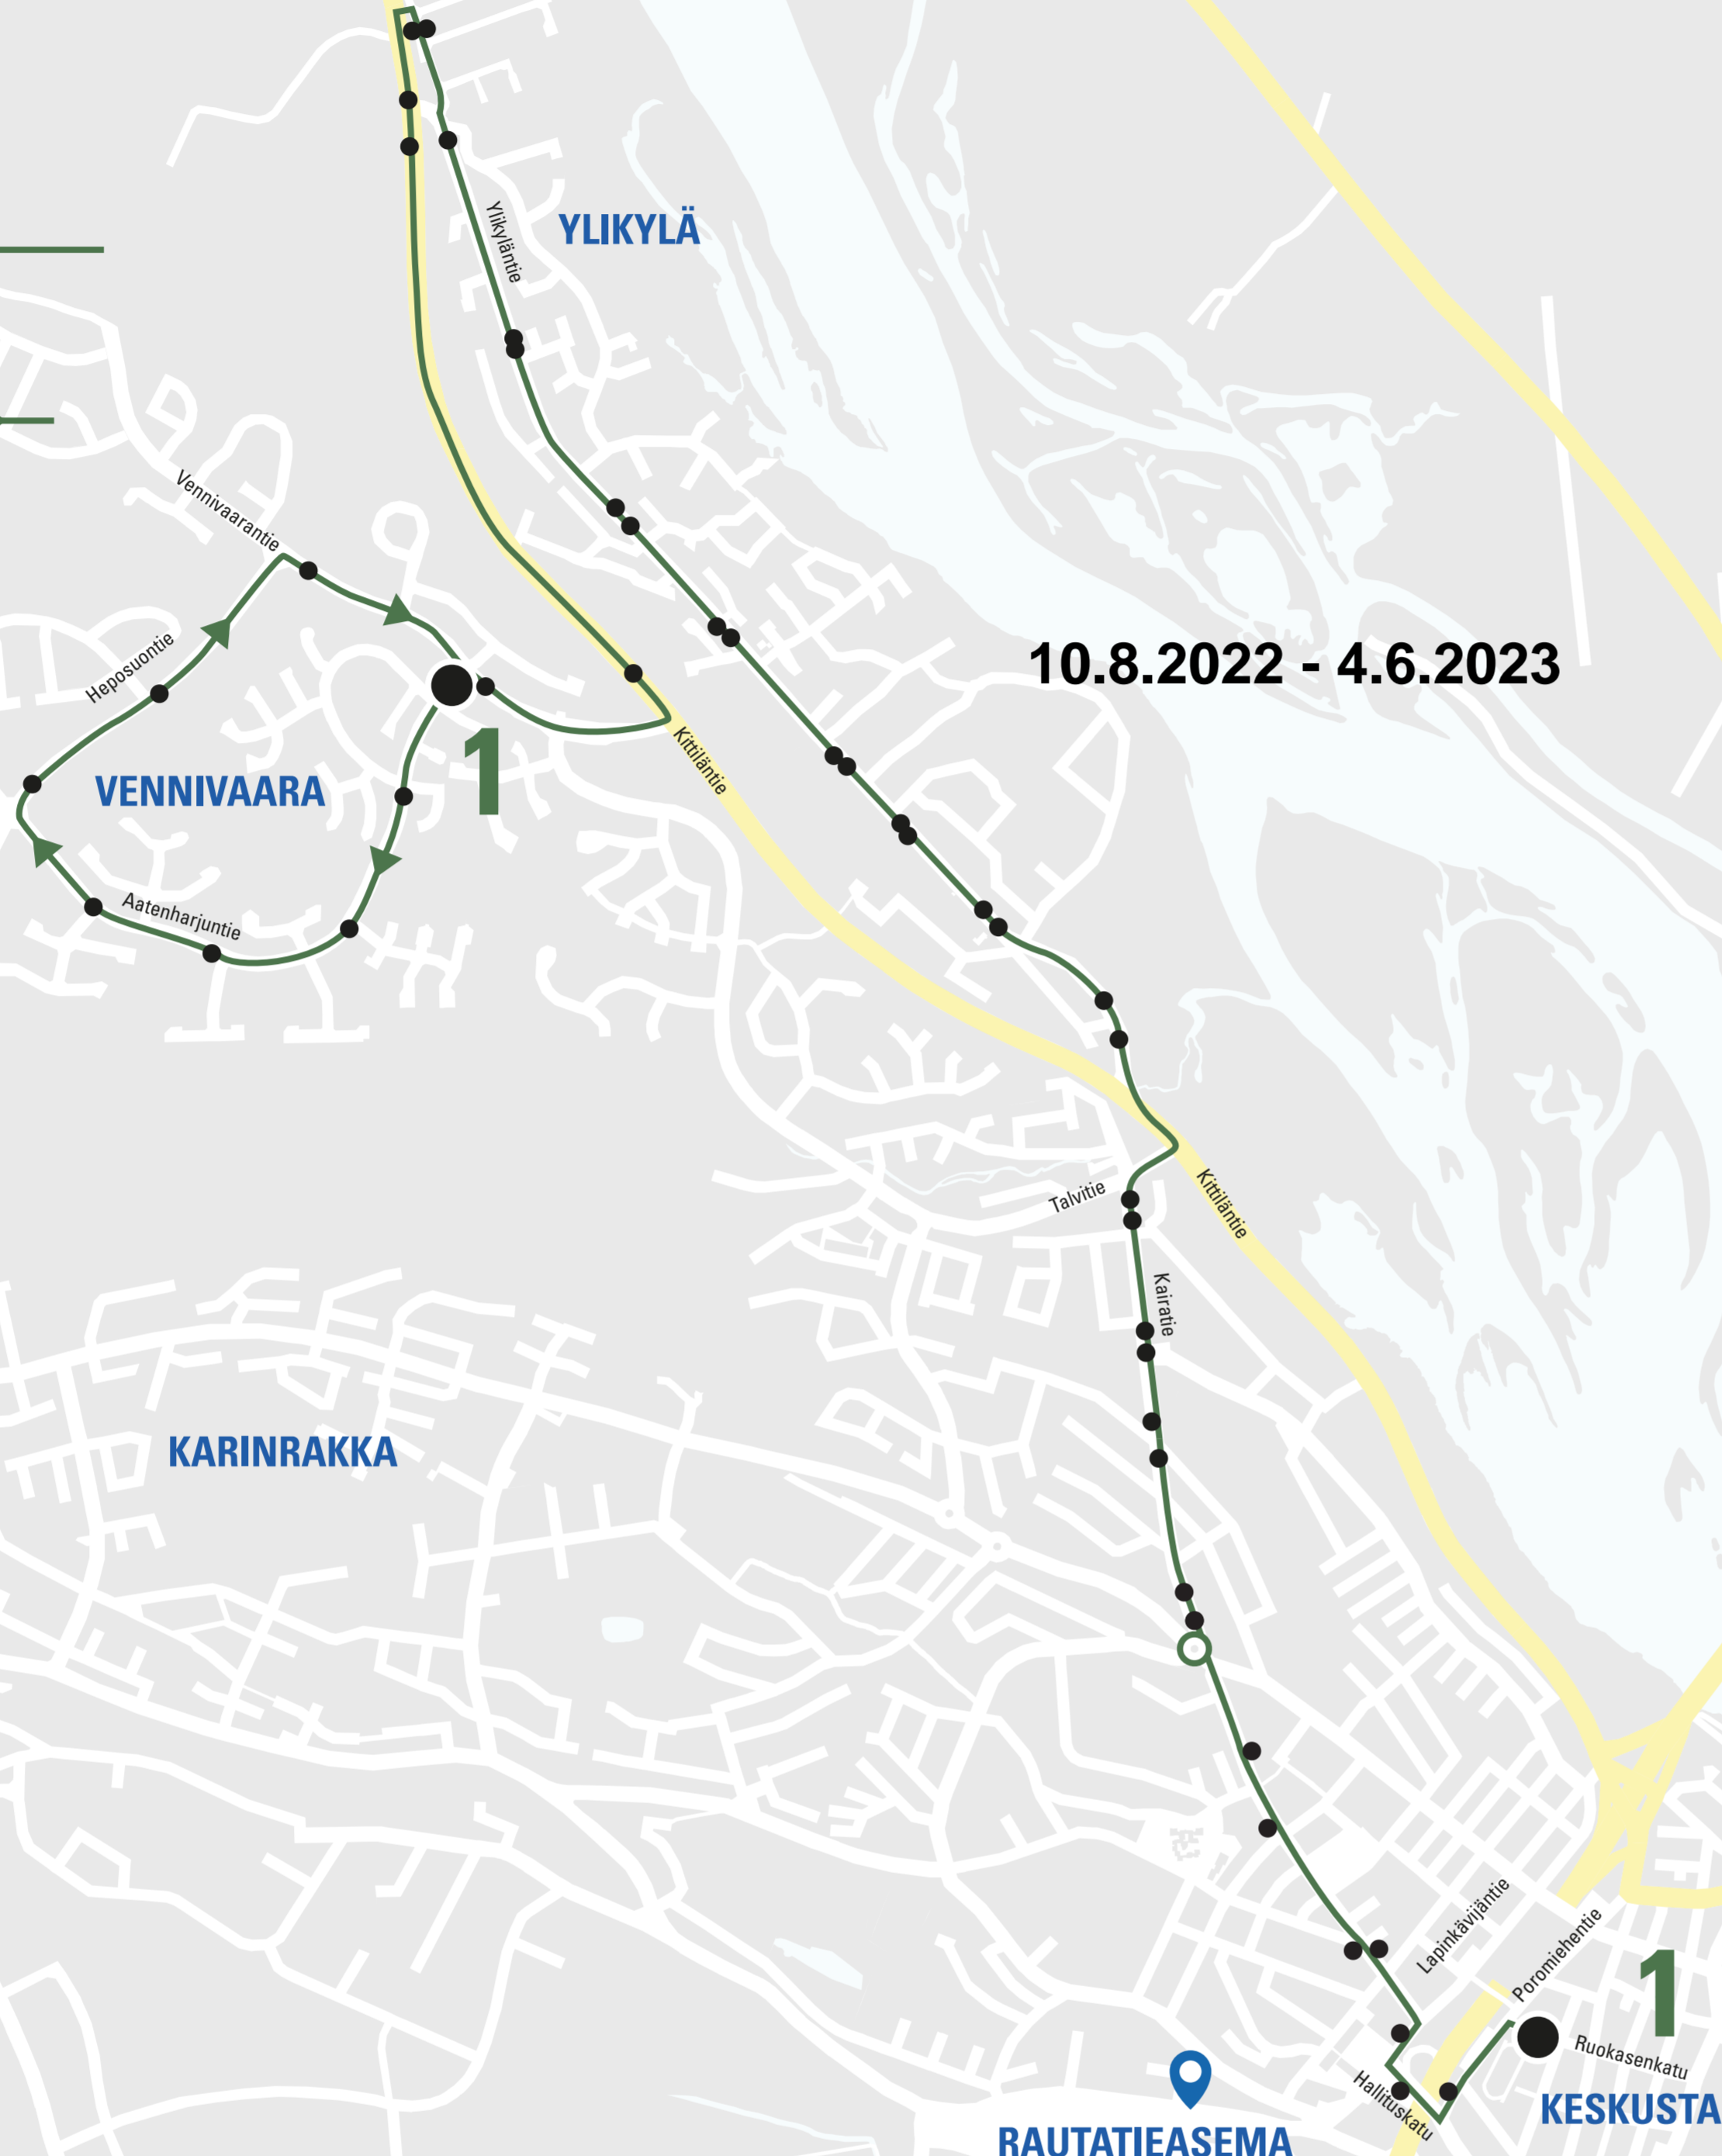 Ylikyläntie
YLIKYLÄ
Vennivaarantie
Heposuontie
10.8.2022 - 4.6.2023
1
VENNIVAARA
Kittiläntie
Aatenharjuntie
Talvitie
Kittiläntie
Kairatie
KARINRAKKA
Lapinkävijäntie
Poromiehentie
1
Ruokasenkatu
Hallituskatu
KESKUSTA
RAUTATIEASEMA